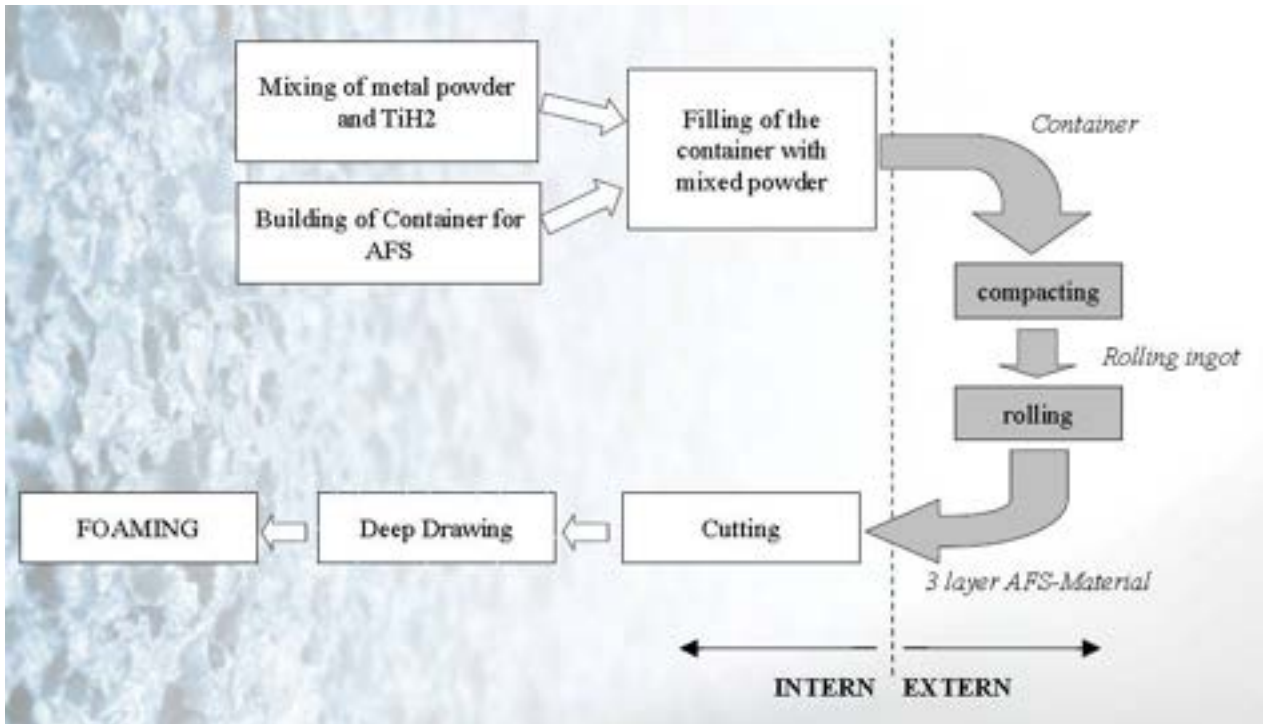 Mixing of metal powder
and TiH2
Building of Container for
AFS
Filling of the
container with
mixed powder
Container
compacting
Rolling ingot
rolling
3 layer AFS-Material
Cutting
Deep Drawing
FOAMING
INTERN
EXTERN